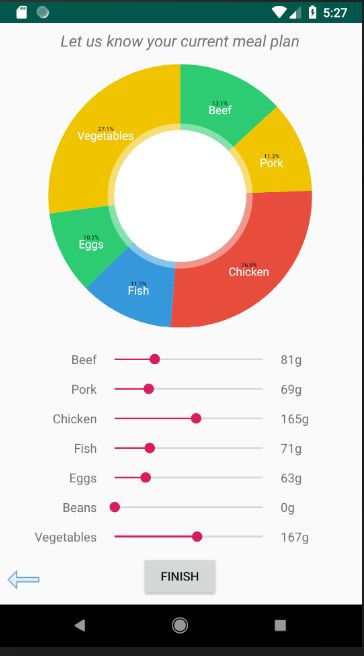 5:27
Let us know your current meal plan
13.1%
Beef
11.2%
Pork
27.1%
Vegetables
10.2%
Eggs
11.5%
Fish
26.8%
Chicken
Beef 81g
Pork 69g
Chicken 165g
Fish 71g
Eggs 63g
Beans 0g
Vegetables 167g
FINISH